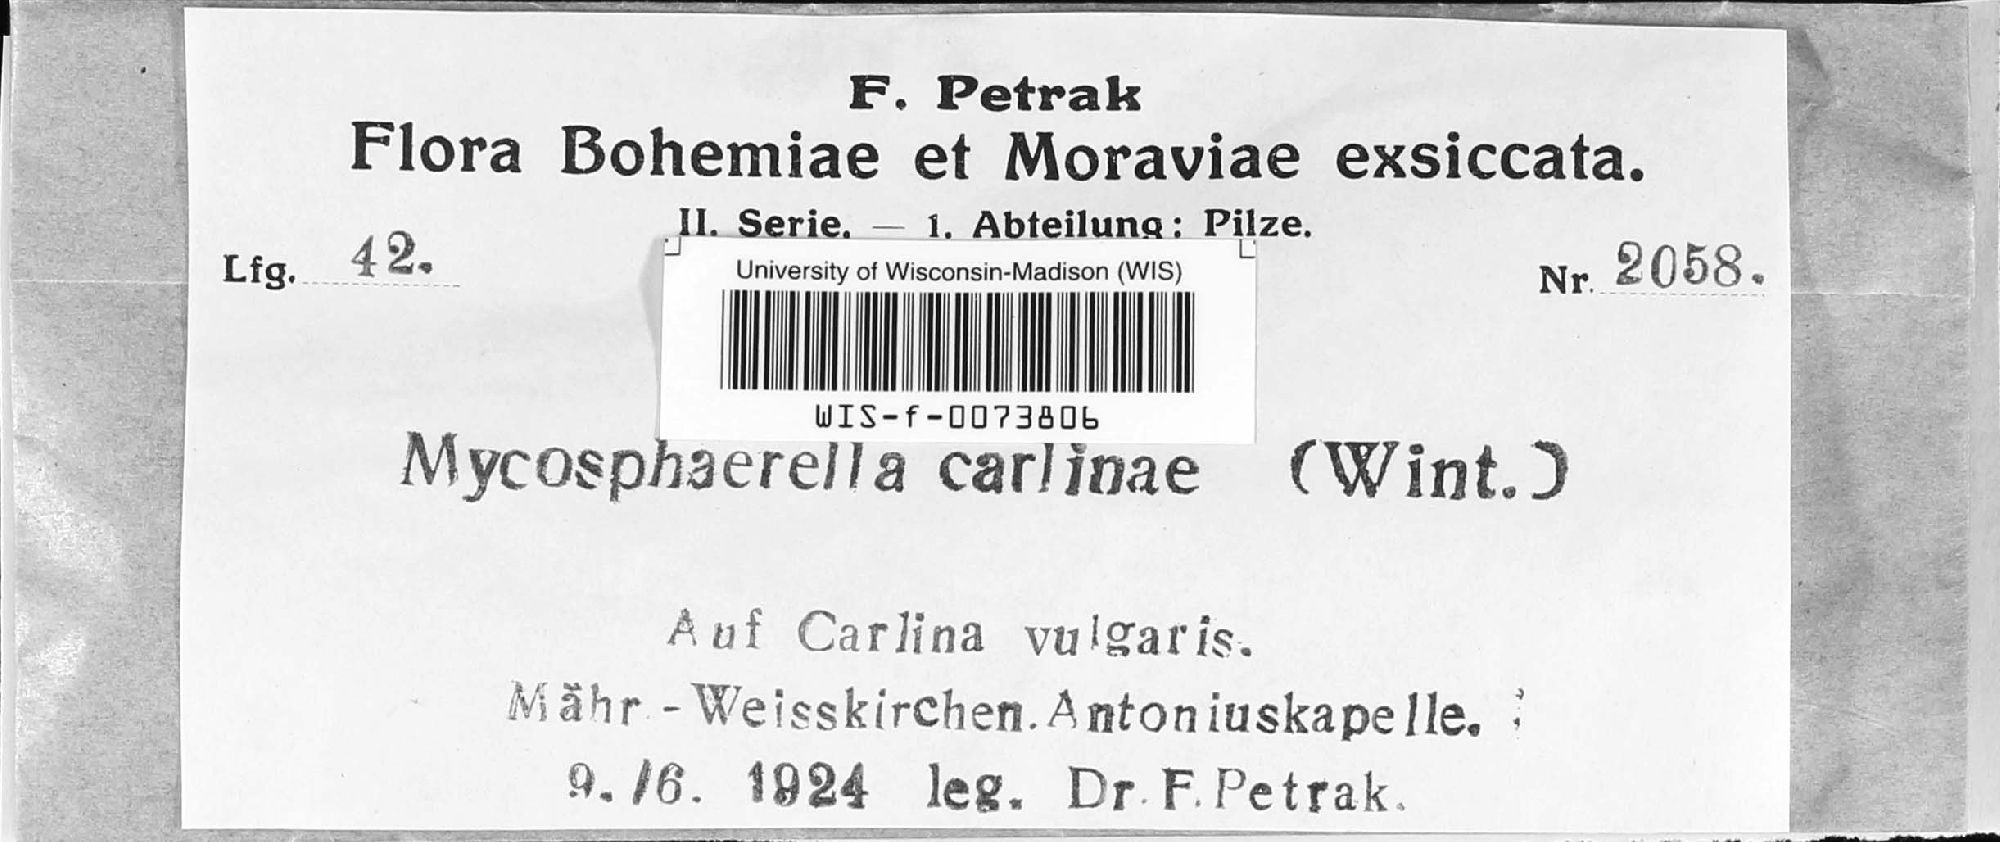 F. Petrak
Flora Bohemiae et Moraviae exsiccata.
II. Serie. — 1. Abteilung: Pilze.
Lfg. 42.
Nr. 2058.
University of Wisconsin-Madison (WIS)
WIS-f-0073806
Mycosphaerella carlinae (Wint.)
Auf Carlina vulgaris.
Mähr.-Weisskirchen. Antoniuskapelle.
9./6. 1924 leg. Dr. F. Petrak.